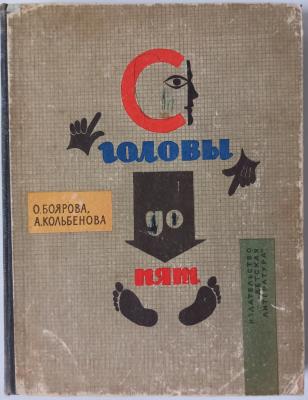 С
ГОЛОВЫ
О.БОЯРОВА,
А.КОЛЬБЕНОВА
до
пят
ИЗДАТЕЛЬСТВО
"ДЕТСКАЯ
ЛИТЕРАТУРА"